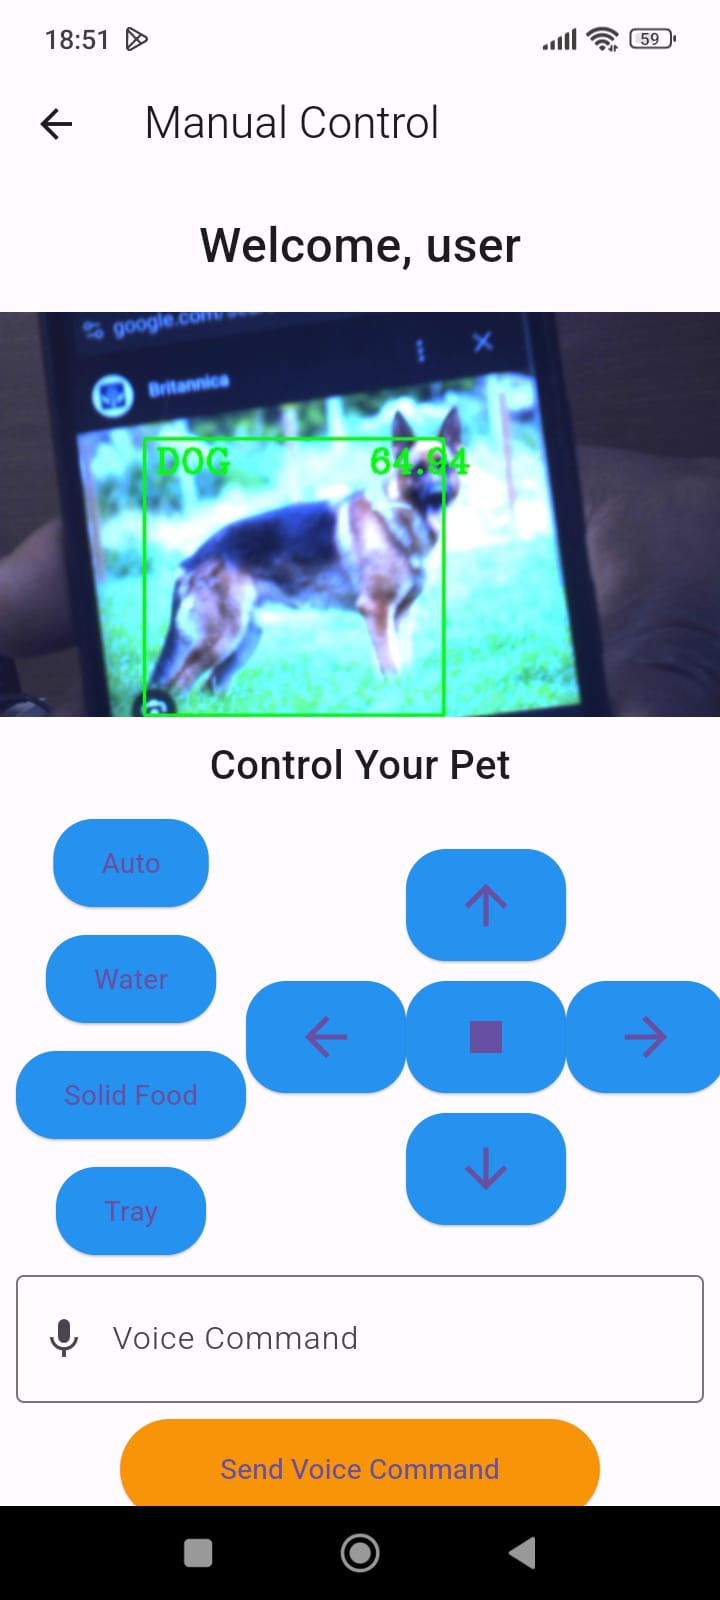 18:51
59
Manual Control
Welcome, user
google.com/
Britannica
DOG 64.94
Control Your Pet
Auto
Water
Solid Food
Tray
Voice Command
Send Voice Command